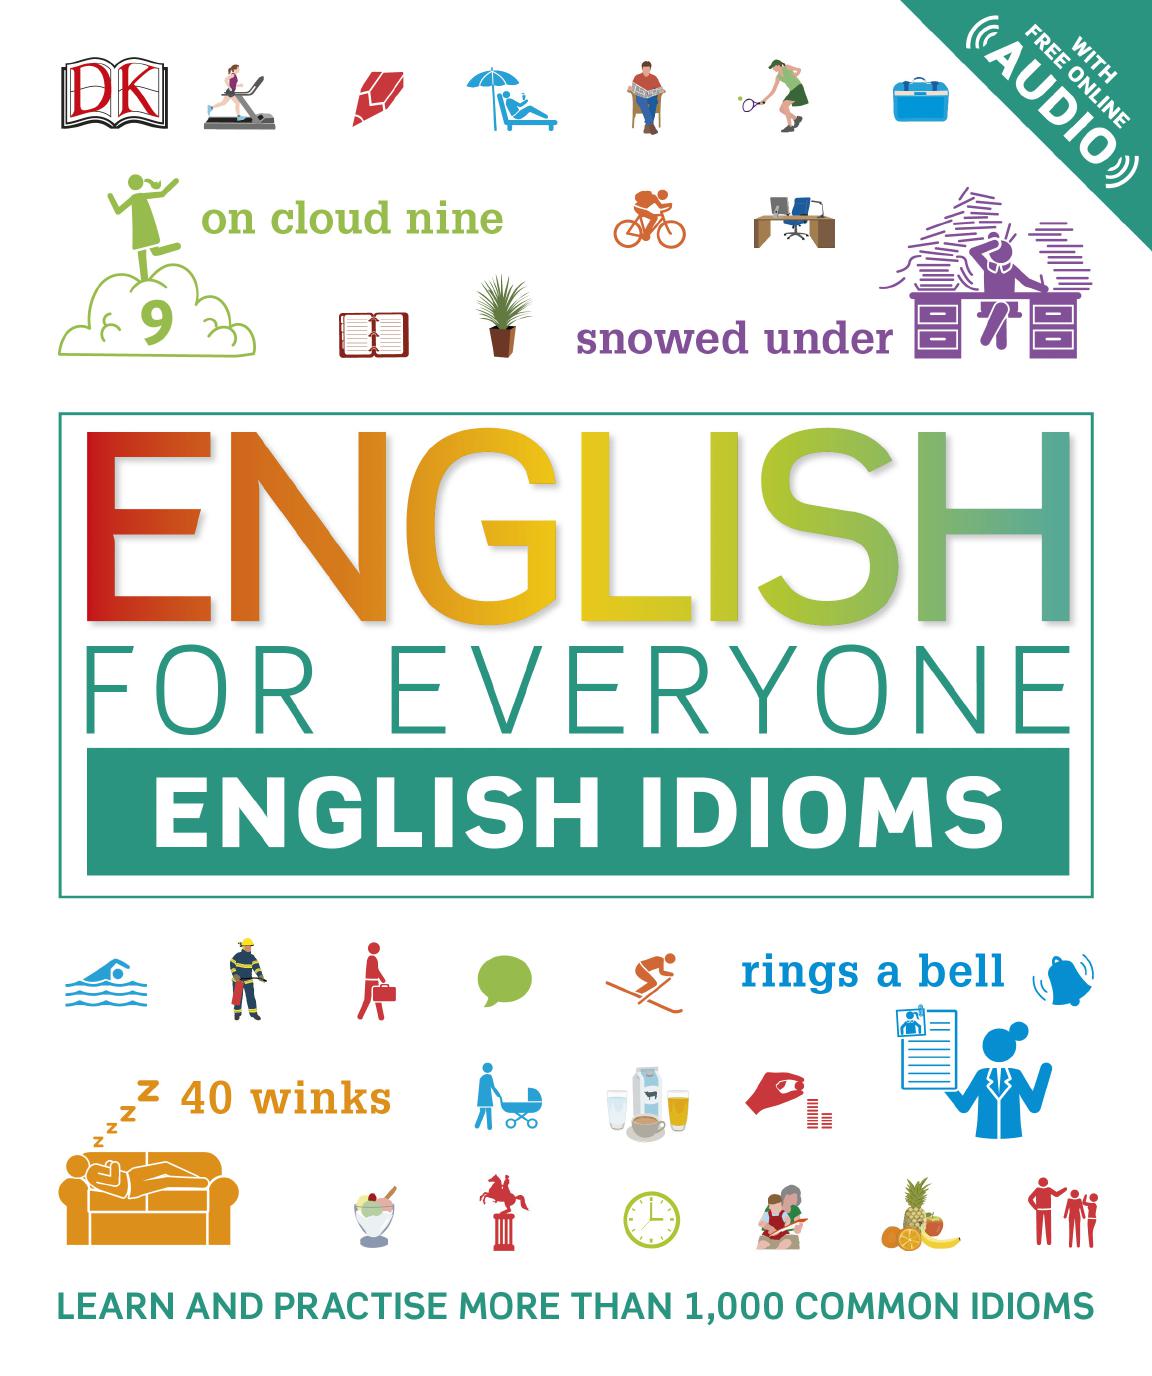 DK
WITH
FREE ONLINE
AUDIO
on cloud nine
9
snowed under
ENGLISH
FOR EVERYONE
ENGLISH IDIOMS
rings a bell
z z z z 40 winks
LEARN AND PRACTISE MORE THAN 1,000 COMMON IDIOMS